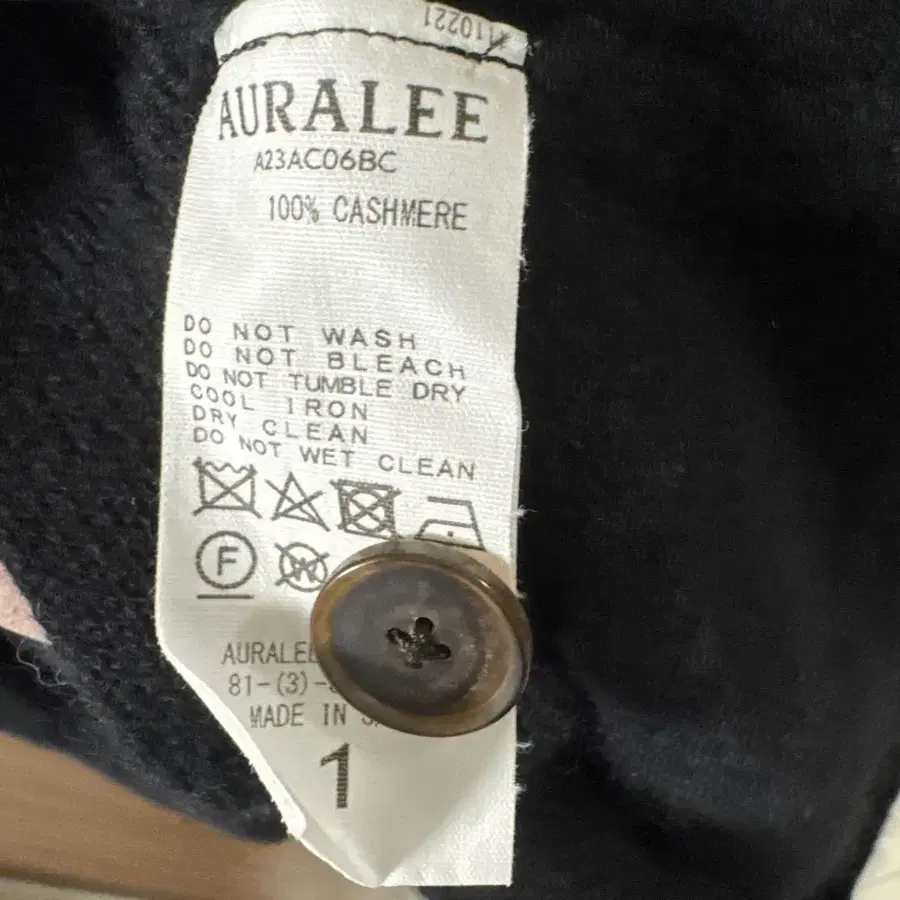 110221
AURALEE
A23AC06BC
100% CASHMERE
DO NOT WASH
DO NOT BLEACH
DO NOT TUMBLE DRY
COOL IRON
DRY CLEAN
DO NOT WET CLEAN
F W
AURALEE
81-(3)-
MADE IN
1